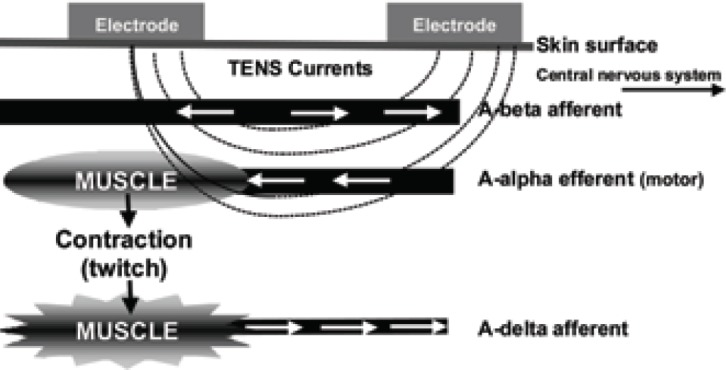 Electrode
Electrode
Skin surface
TENS Currents
Central nervous system
A-beta afferent
MUSCLE
A-alpha efferent (motor)
Contraction
(twitch)
MUSCLE
A-delta afferent